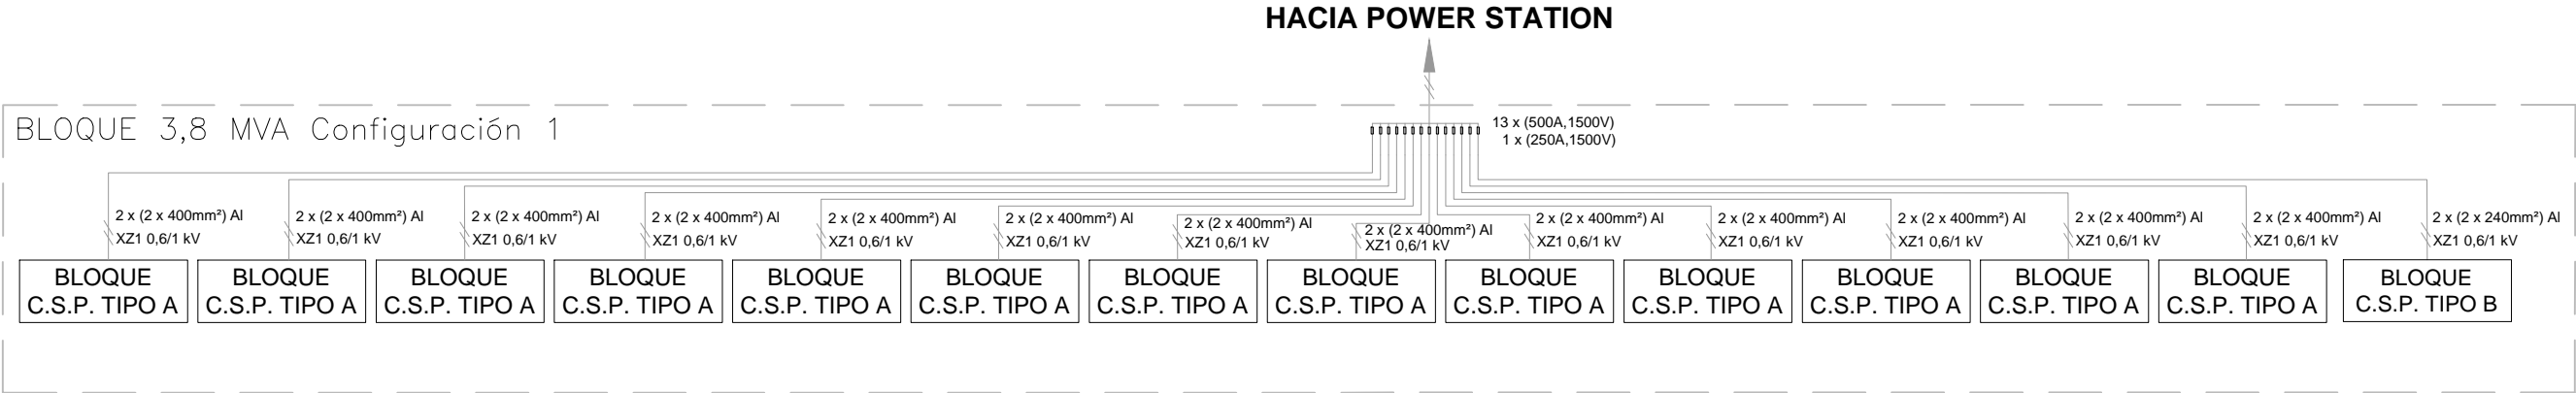 HACIA POWER STATION
BLOQUE 3,8 MVA Configuración 1
13 x (500A,1500V)
1 x (250A,1500V)
2 x (2 x 400mm²) Al
XZ1 0,6/1 kV
2 x (2 x 400mm²) Al
XZ1 0,6/1 kV
2 x (2 x 400mm²) Al
XZ1 0,6/1 kV
2 x (2 x 400mm²) Al
XZ1 0,6/1 kV
2 x (2 x 400mm²) Al
XZ1 0,6/1 kV
2 x (2 x 400mm²) Al
XZ1 0,6/1 kV
2 x (2 x 400mm²) Al
XZ1 0,6/1 kV
2 x (2 x 400mm²) Al
XZ1 0,6/1 kV
2 x (2 x 400mm²) Al
XZ1 0,6/1 kV
2 x (2 x 400mm²) Al
XZ1 0,6/1 kV
2 x (2 x 400mm²) Al
XZ1 0,6/1 kV
2 x (2 x 400mm²) Al
XZ1 0,6/1 kV
2 x (2 x 400mm²) Al
XZ1 0,6/1 kV
2 x (2 x 240mm²) Al
XZ1 0,6/1 kV
BLOQUE
C.S.P. TIPO A
BLOQUE
C.S.P. TIPO A
BLOQUE
C.S.P. TIPO A
BLOQUE
C.S.P. TIPO A
BLOQUE
C.S.P. TIPO A
BLOQUE
C.S.P. TIPO A
BLOQUE
C.S.P. TIPO A
BLOQUE
C.S.P. TIPO A
BLOQUE
C.S.P. TIPO A
BLOQUE
C.S.P. TIPO A
BLOQUE
C.S.P. TIPO A
BLOQUE
C.S.P. TIPO A
BLOQUE
C.S.P. TIPO A
BLOQUE
C.S.P. TIPO B